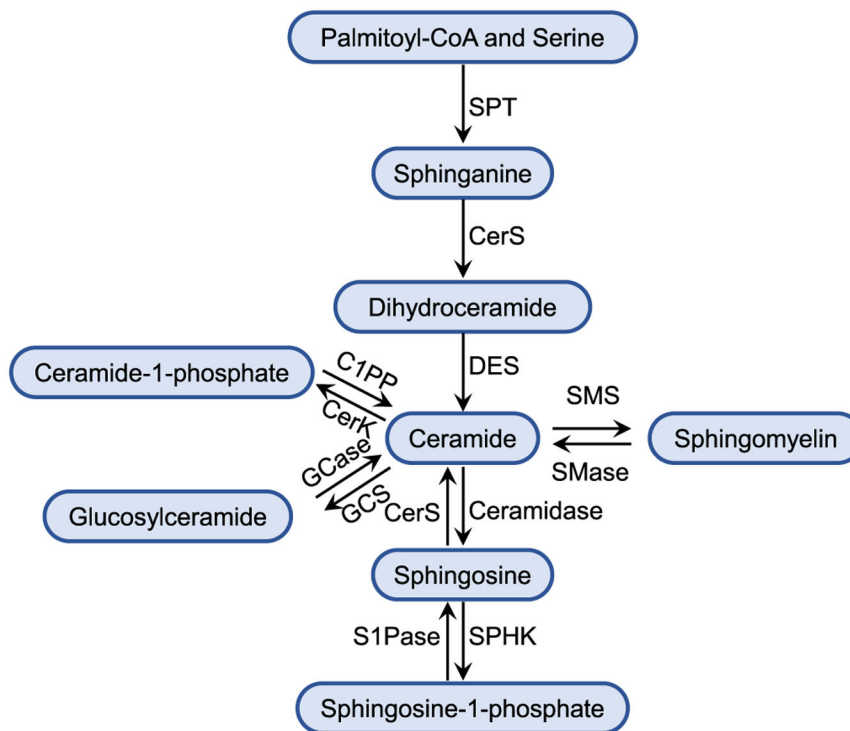 Palmitoyl-CoA and Serine
SPT
Sphinganine
CerS
Dihydroceramide
DES
Ceramide-1-phosphate
C1PP
CerK
SMS
Ceramide
Sphingomyelin
SMase
GCase
GCS
Glucosylceramide
CerS
Ceramidase
Sphingosine
S1Pase
SPHK
Sphingosine-1-phosphate